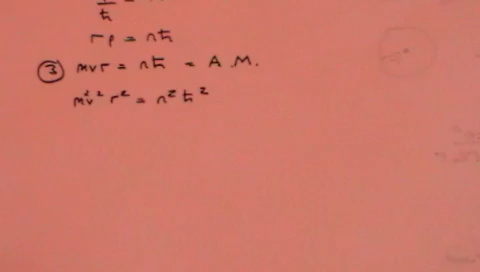 rp = nħ
③ mvr = nħ = A.M.
m²v²r² = n²ħ²